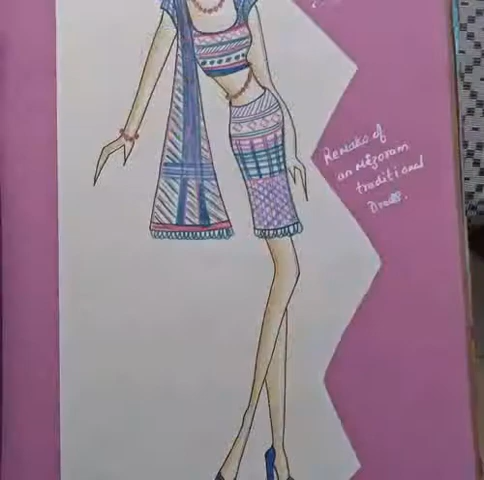 Remake of
an Mizoram
traditional
Dress.